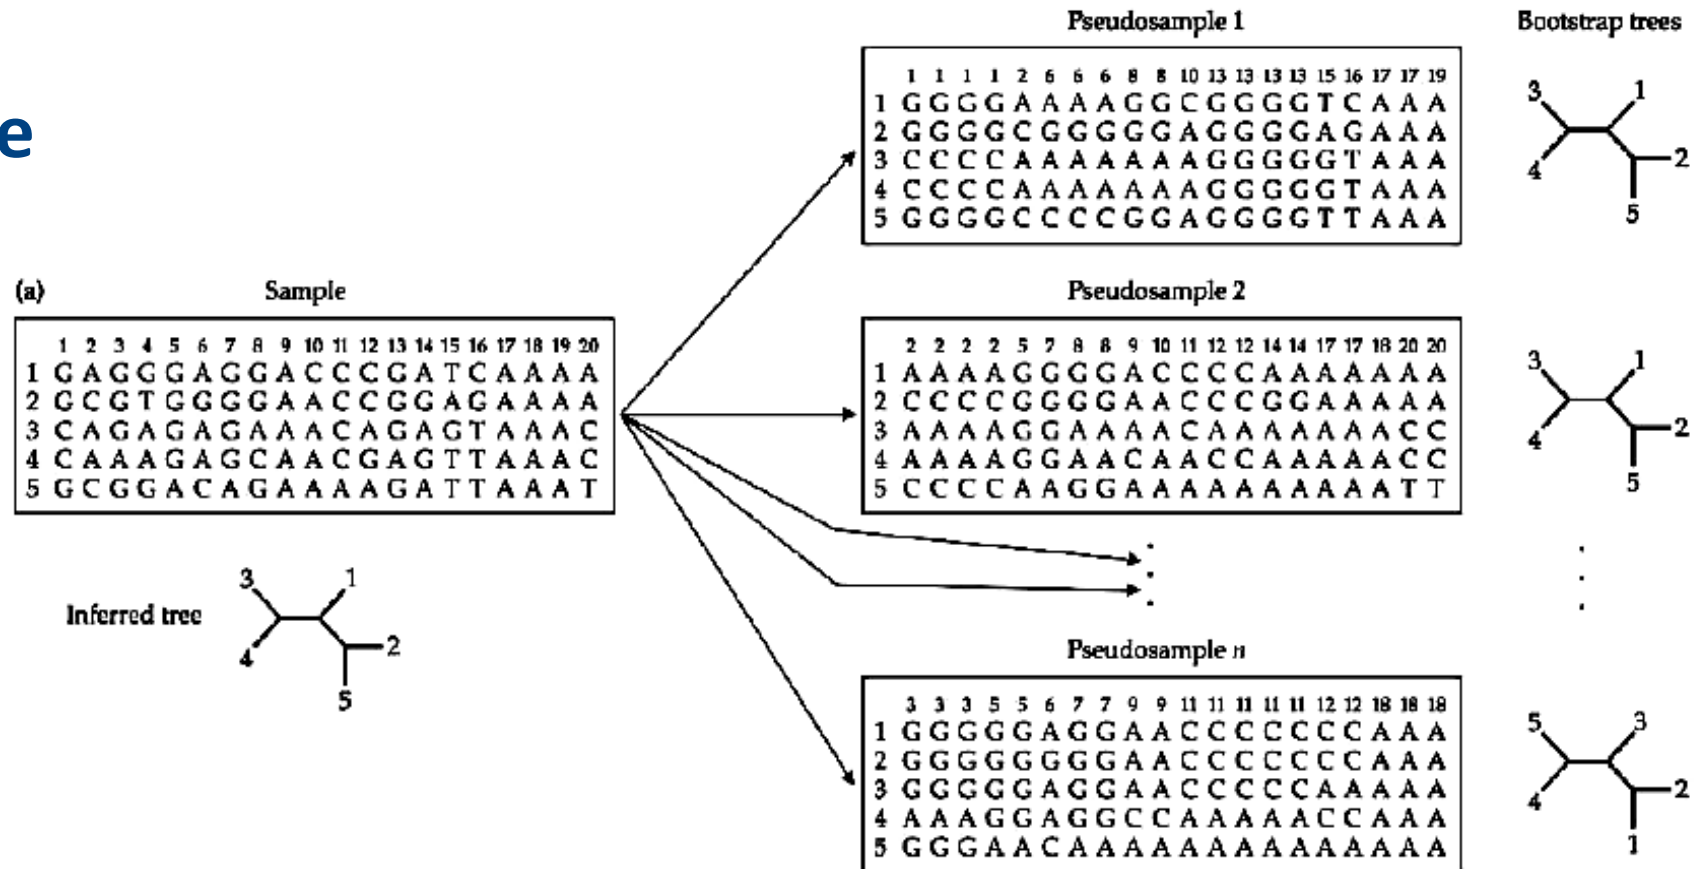 e
Pseudosample 1
1 1 1 1 2 6 6 6 8 8 10 13 13 13 13 15 16 17 17 19
1 G G G G A A A A G G C G G G G T C A A A
2 G G G G C G G G G G A G G G G A G A A A
3 C C C C A A A A A A A G G G G G T A A A
4 C C C C A A A A A A A G G G G G T A A A
5 G G G G C C C C G G A G G G G T T A A A
Bootstrap trees
3 1
4 2
5
(a) Sample
1 2 3 4 5 6 7 8 9 10 11 12 13 14 15 16 17 18 19 20
1 G A G G G A G G A C C C G A T C A A A A
2 G C G T G G G G A A C C G G A G A A A A
3 C A G A G A G A A A C A G A G T A A A C
4 C A A A G A G C A A C G A G T T A A A C
5 G C G G A C A G A A A A G A T T A A A T
Inferred tree
3 1
4 2
5
Pseudosample 2
2 2 2 2 5 7 8 8 9 10 11 12 12 14 14 17 17 18 20 20
1 A A A A G G G G A C C C C A A A A A A A
2 C C C C G G G G A A C C C G G A A A A A
3 A A A A G G A A A A C A A A A A A A C C
4 A A A A G G A A C A A C C A A A A A C C
5 C C C C A A G G A A A A A A A A A A T T
3 1
4 2
5
Pseudosample n
3 3 3 5 5 6 7 7 9 9 11 11 11 11 11 12 12 18 18 18
1 G G G G G A G G A A C C C C C C C A A A
2 G G G G G G G G A A C C C C C C C A A A
3 G G G G G A G G A A C C C C C A A A A A
4 A A A G G A G G C C A A A A A C C A A A
5 G G G A A C A A A A A A A A A A A A A A
5 3
4 2
1